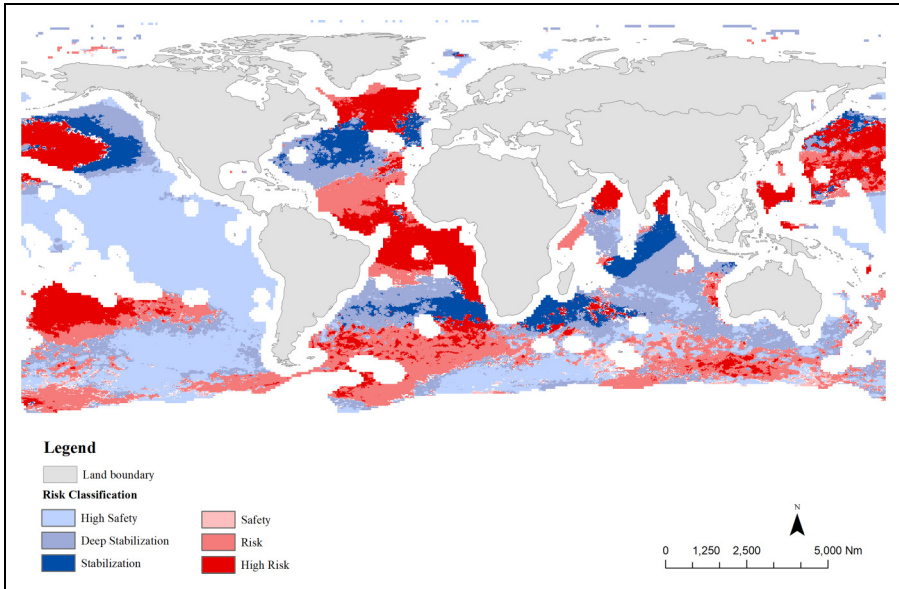 Legend
Land boundary
Risk Classification
High Safety
Deep Stabilization
Stabilization
Safety
Risk
High Risk
N
0 1,250 2,500 5,000 Nm